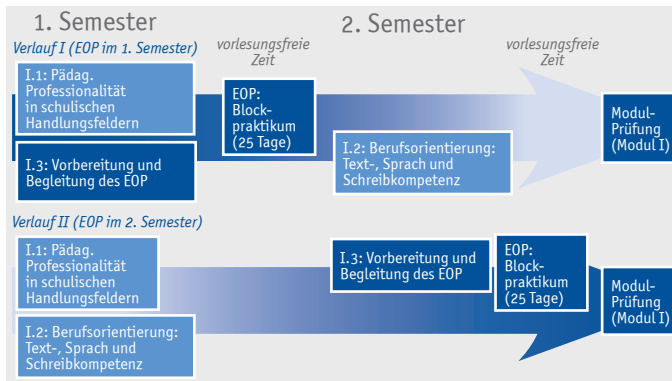 1. Semester
2. Semester
Verlauf I (EOP im 1. Semester)
vorlesungsfreie
Zeit
vorlesungsfreie
Zeit
I.1: Pädag.
Professionalität
in schulischen
Handlungsfeldern
EOP:
Block-
praktikum
(25 Tage)
Modul-
Prüfung
(Modul I)
I.3: Vorbereitung und
Begleitung des EOP
I.2: Berufsorientierung:
Text-, Sprach und
Schreibkompetenz
Verlauf II (EOP im 2. Semester)
I.1: Pädag.
Professionalität
in schulischen
Handlungsfeldern
I.3: Vorbereitung und
Begleitung des EOP
EOP:
Block-
praktikum
(25 Tage)
Modul-
Prüfung
(Modul I)
I.2: Berufsorientierung:
Text-, Sprach und
Schreibkompetenz